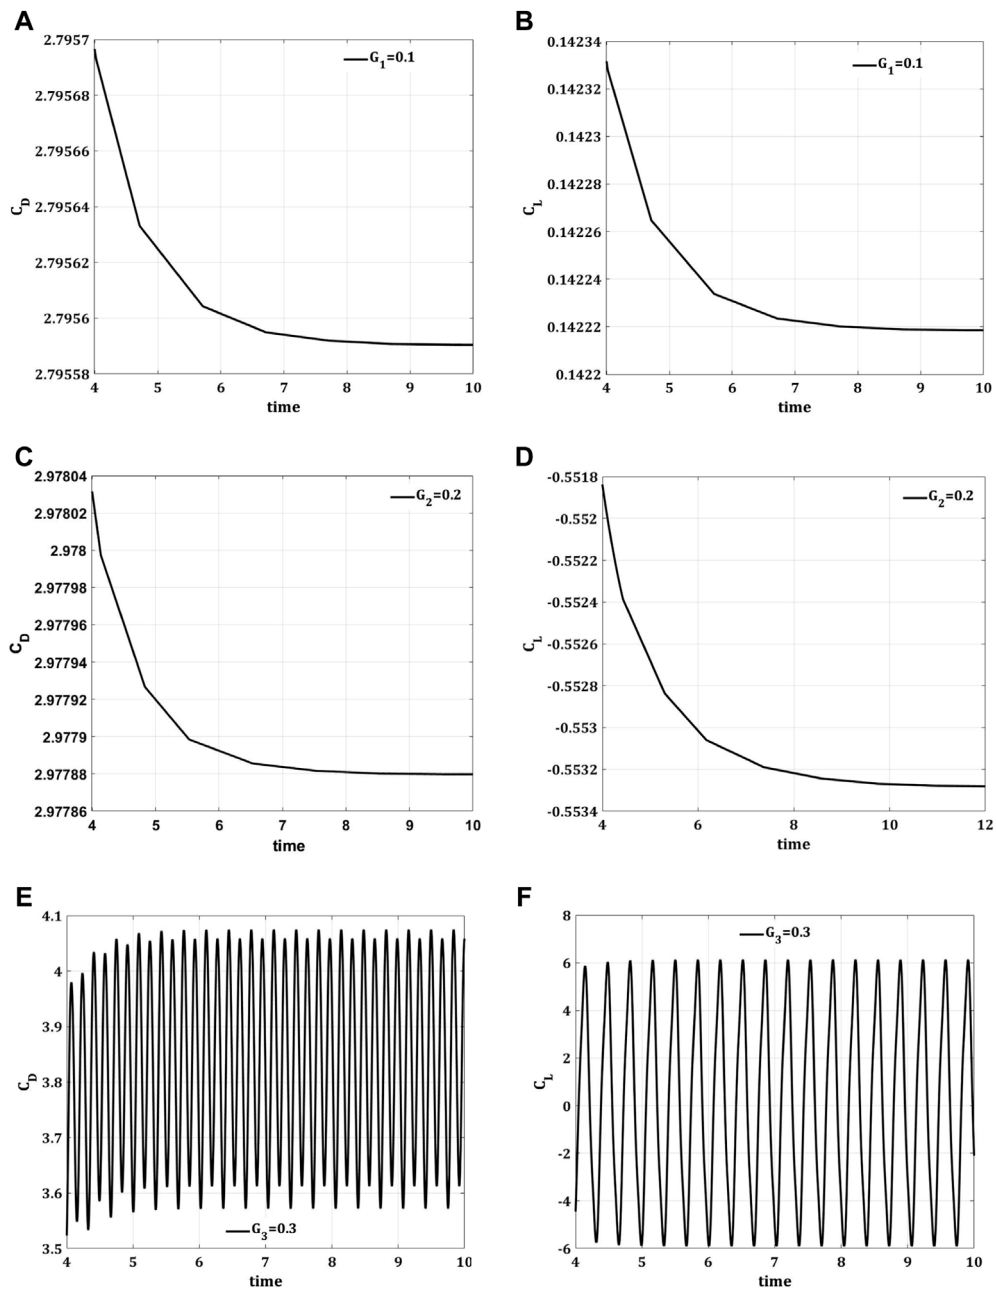 A
2.7957
2.79568
2.79566
2.79564
2.79562
2.7956
2.79558
C_D
G_1=0.1
4 5 6 7 8 9 10
time
B
0.14234
0.14232
0.1423
0.14228
0.14226
0.14224
0.14222
0.1422
C_L
G_1=0.1
4 5 6 7 8 9 10
time
C
2.97804
2.97802
2.978
2.97798
2.97796
2.97794
2.97792
2.9779
2.97788
2.97786
C_D
G_2=0.2
4 5 6 7 8 9 10
time
D
-0.5518
-0.552
-0.5522
-0.5524
-0.5526
-0.5528
-0.553
-0.5532
-0.5534
C_L
G_2=0.2
4 6 8 10 12
time
E
4.1
4
3.9
3.8
3.7
3.6
3.5
C_D
G_3=0.3
4 5 6 7 8 9 10
time
F
8
6
4
2
0
-2
-4
-6
C_L
G_3=0.3
4 5 6 7 8 9 10
time